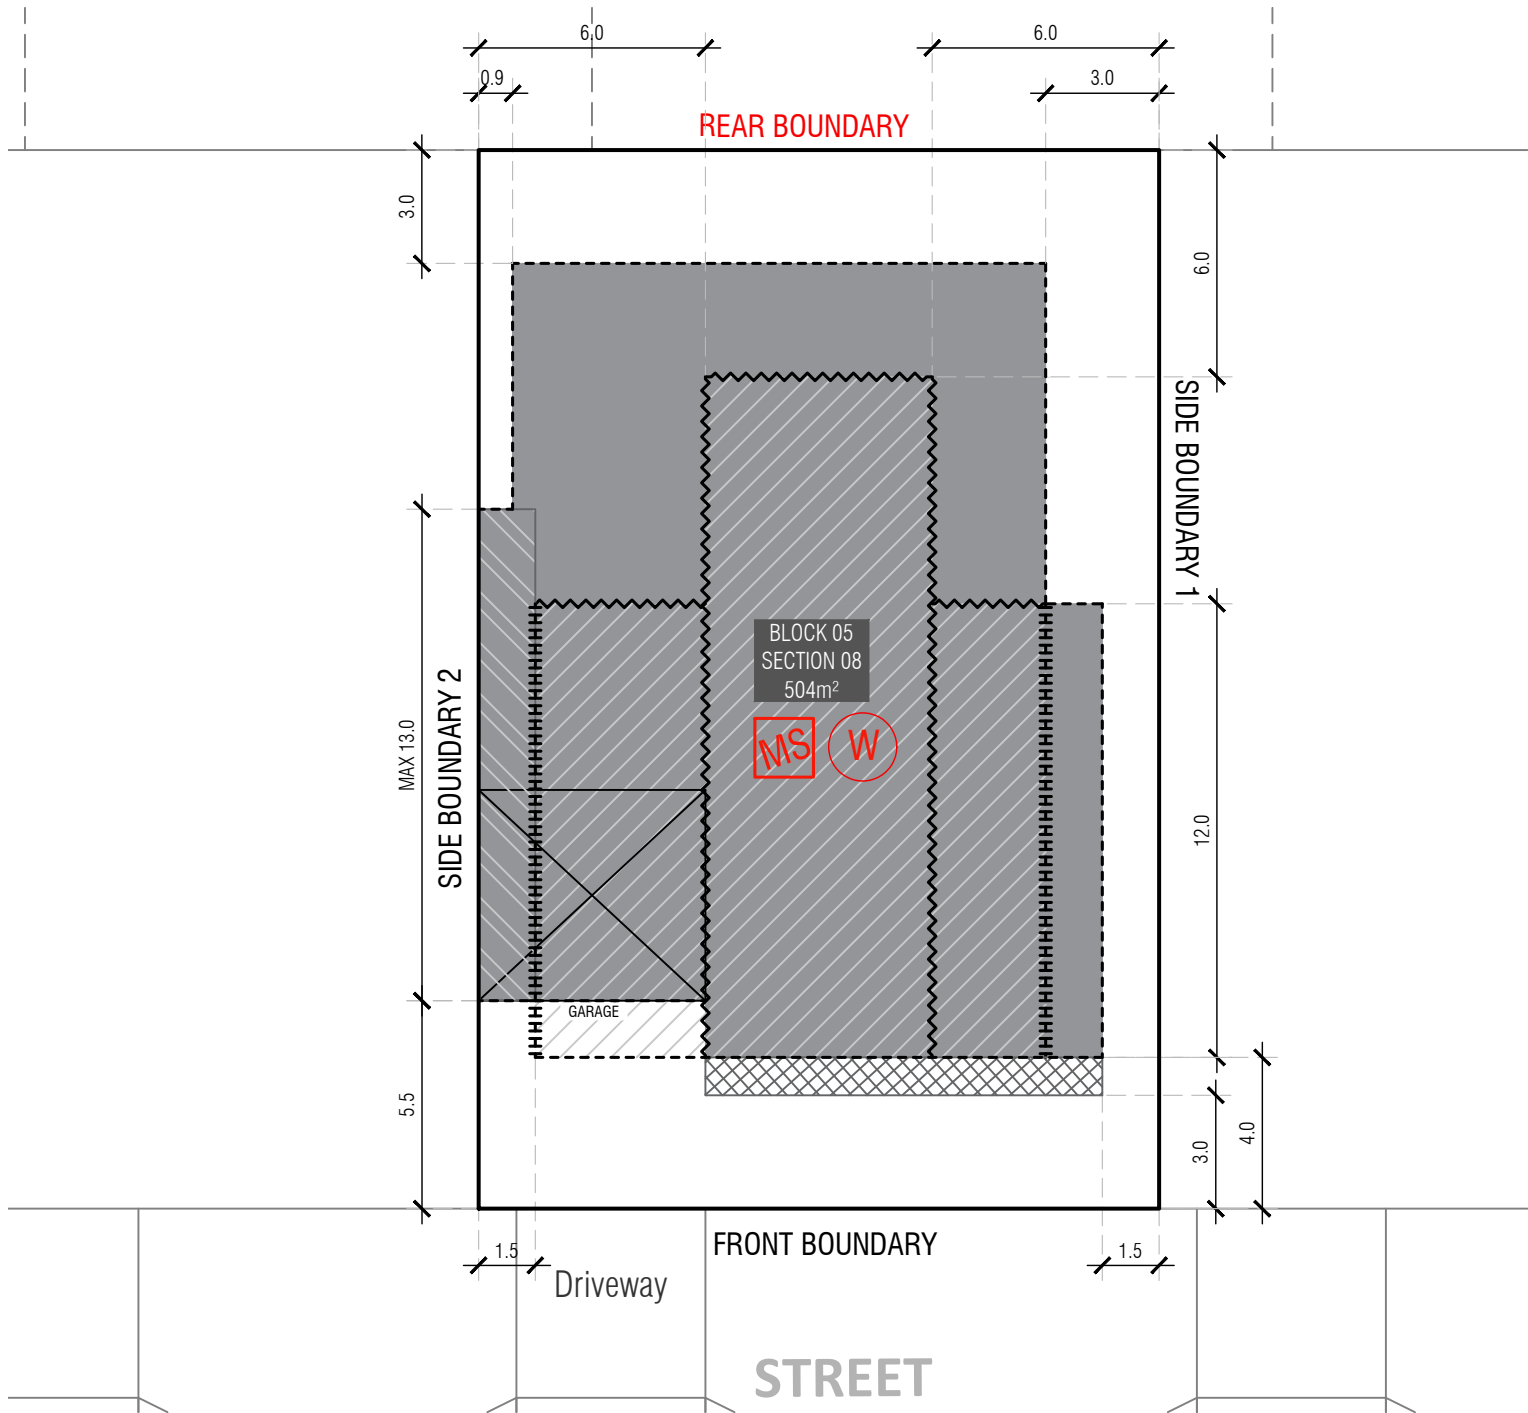 6.0
6.0
0.9
3.0
REAR BOUNDARY
3.0
6.0
SIDE BOUNDARY 1
BLOCK 05
SECTION 08
504m²
MS
W
SIDE BOUNDARY 2
MAX 13.0
12.0
GARAGE
5.5
3.0
4.0
FRONT BOUNDARY
1.5
1.5
Driveway
STREET